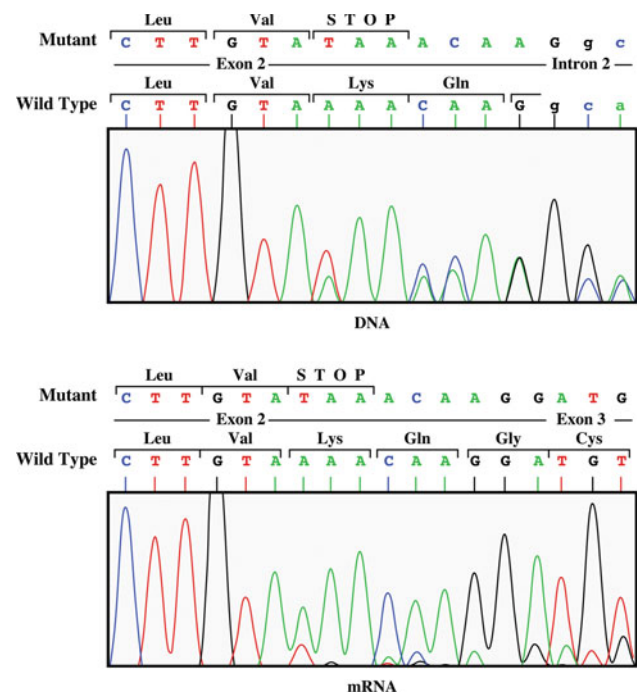 Leu Val S T O P
Mutant C T T G T A T A A A C A A G g c
Exon 2 Intron 2
Leu Val Lys Gln
Wild Type C T T G T A A A A C A A G g c a
DNA
Leu Val S T O P
Mutant C T T G T A T A A A C A A G G A T G
Exon 2 Exon 3
Leu Val Lys Gln Gly Cys
Wild Type C T T G T A A A A C A A G G A T G T
mRNA